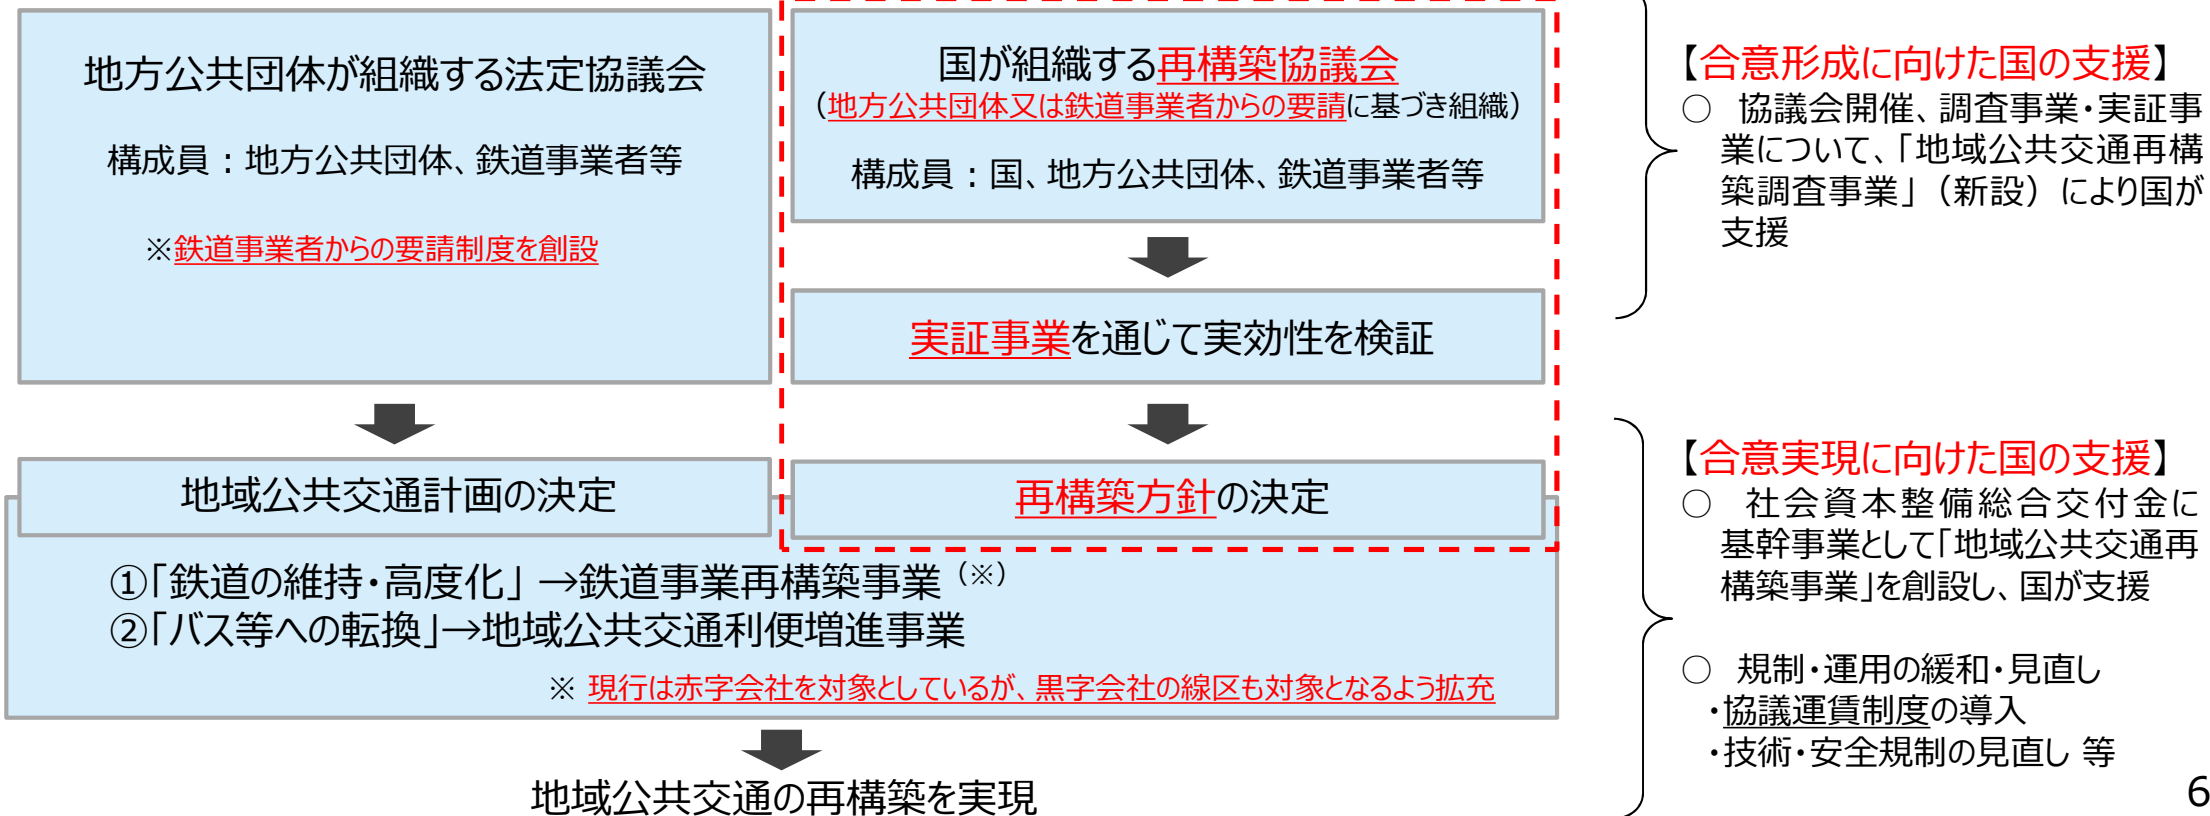 地方公共団体が組織する法定協議会
構成員：地方公共団体、鉄道事業者等
※鉄道事業者からの要請制度を創設
国が組織する再構築協議会
（地方公共団体又は鉄道事業者からの要請に基づき組織）
構成員：国、地方公共団体、鉄道事業者等
実証事業を通じて実効性を検証
地域公共交通計画の決定
再構築方針の決定
①「鉄道の維持・高度化」→鉄道事業再構築事業（※）
②「バス等への転換」→地域公共交通利便増進事業
※ 現行は赤字会社を対象としているが、黒字会社の線区も対象となるよう拡充
地域公共交通の再構築を実現
【合意形成に向けた国の支援】
○ 協議会開催、調査事業・実証事
業について、「地域公共交通再構
築調査事業」（新設）により国が
支援
【合意実現に向けた国の支援】
○ 社会資本整備総合交付金に
基幹事業として「地域公共交通再
構築事業」を創設し、国が支援
○ 規制・運用の緩和・見直し
・協議運賃制度の導入
・技術・安全規制の見直し 等
6